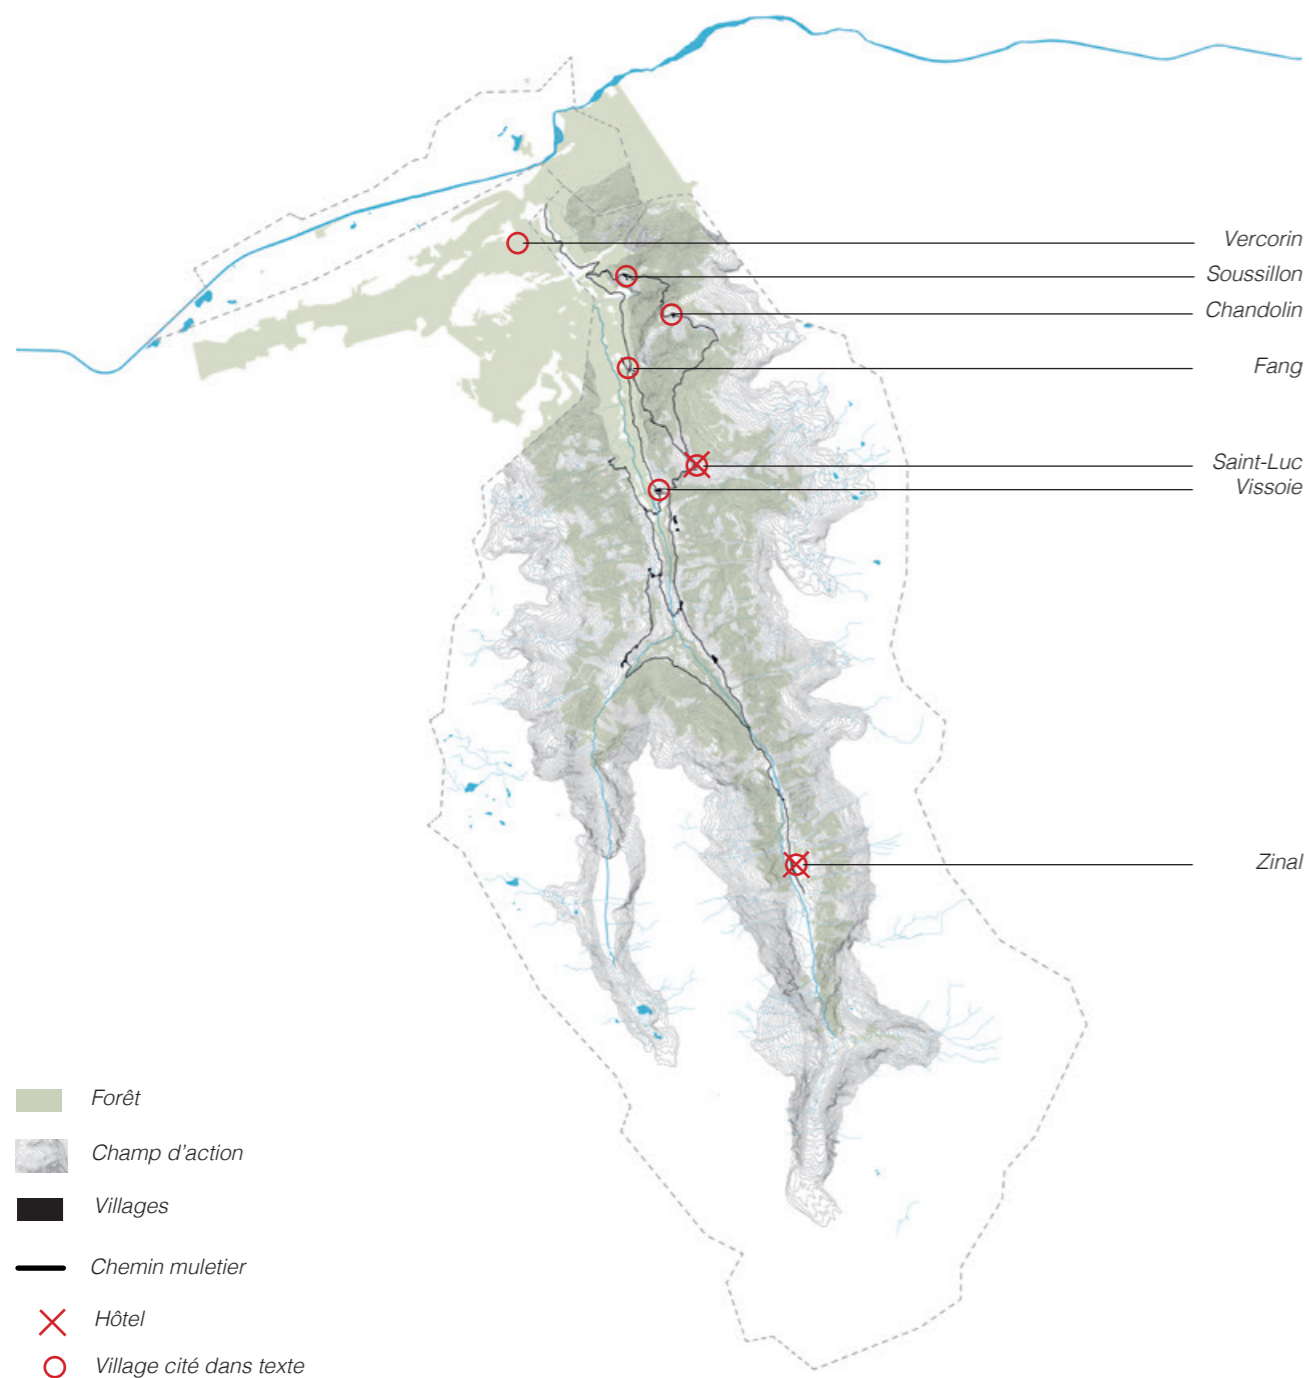 Vercorin
Soussillon
Chandolin
Fang
Saint-Luc
Vissoie
Zinal
Forêt
Champ d'action
Villages
Chemin muletier
Hôtel
Village cité dans texte